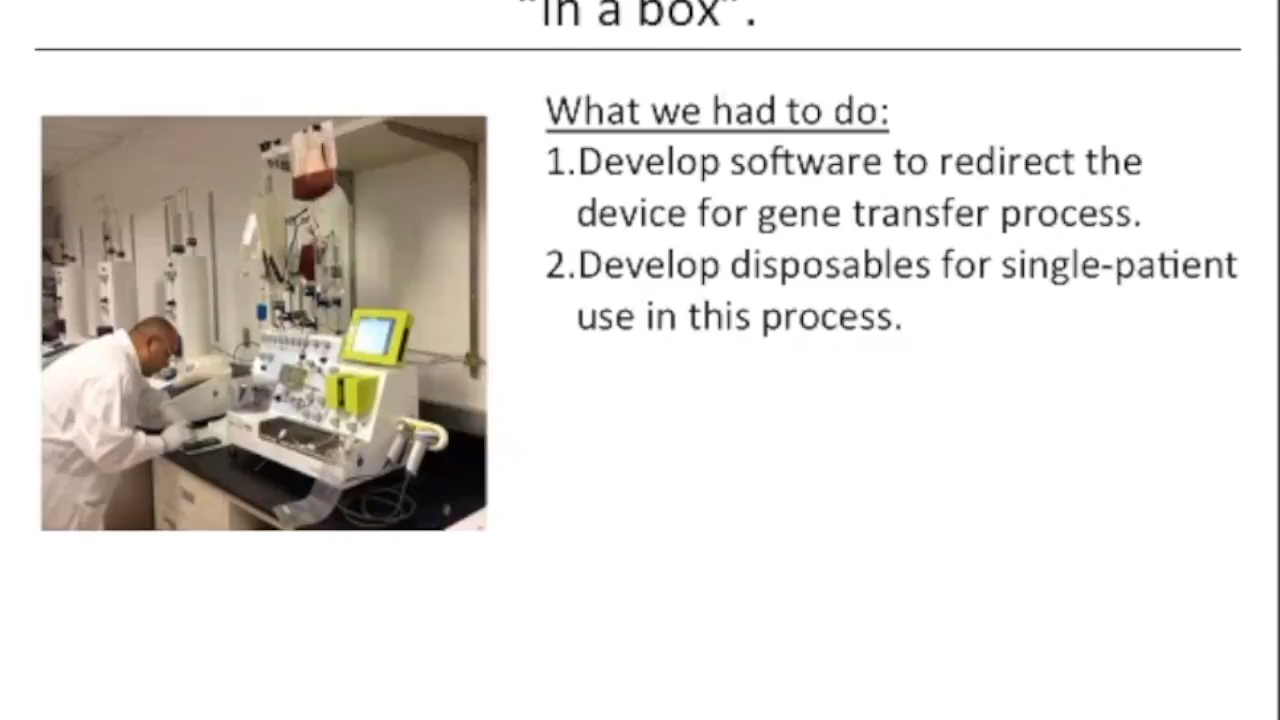 "in a box".
What we had to do:
1.Develop software to redirect the
device for gene transfer process.
2.Develop disposables for single-patient
use in this process.